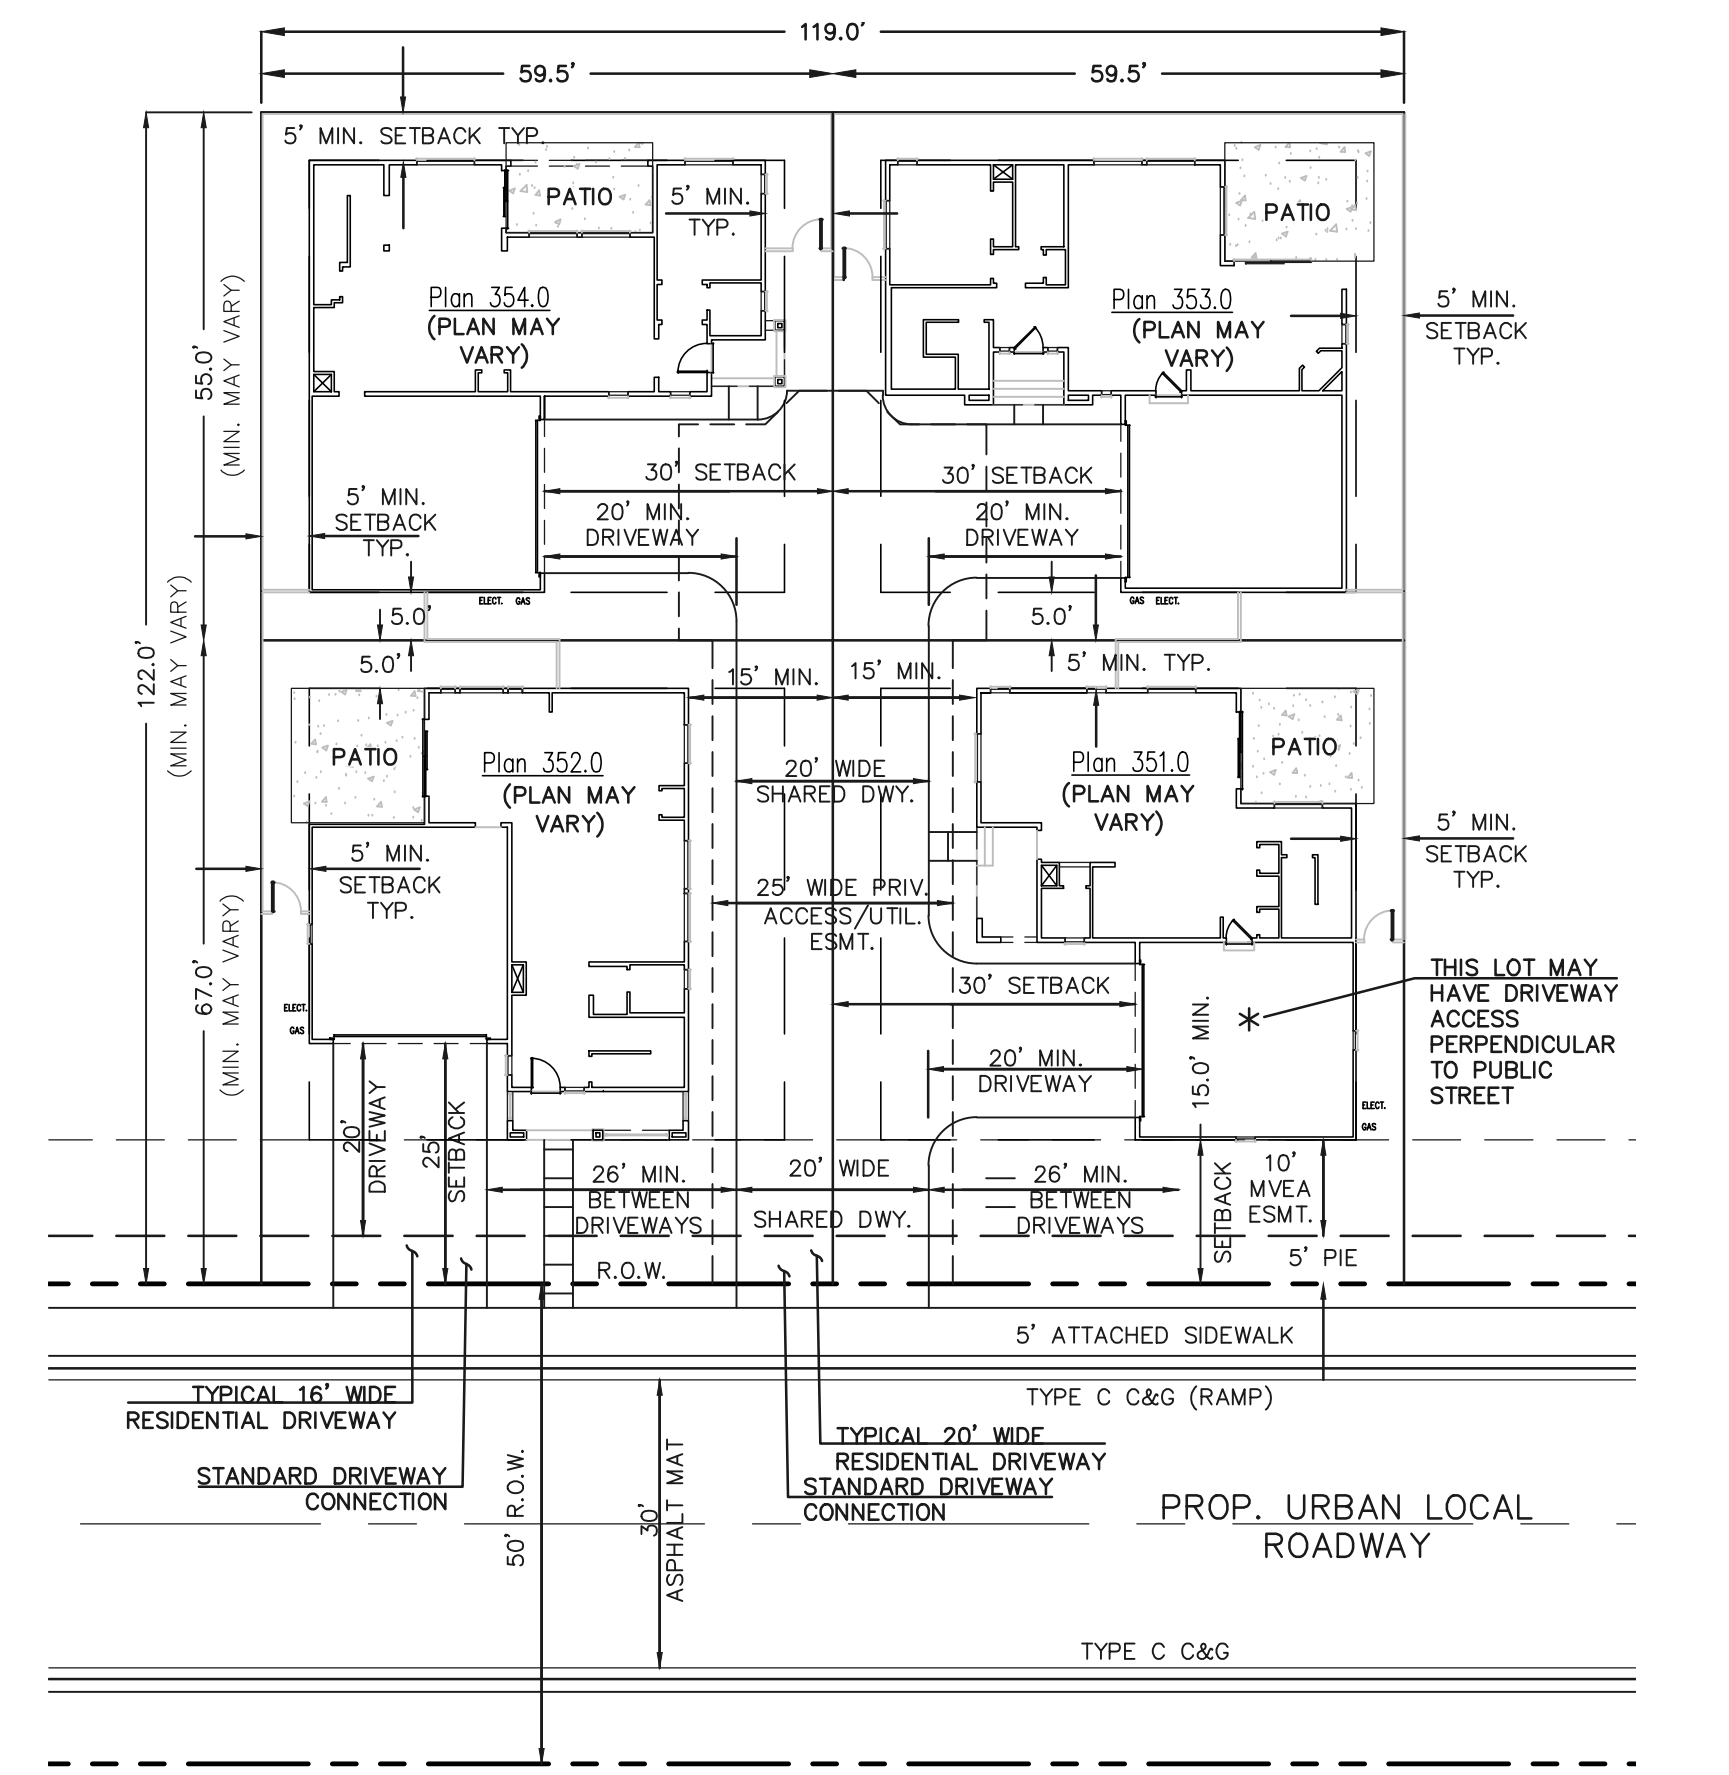 119.0'
59.5'
59.5'
5' MIN. SETBACK TYP.
PATIO
5' MIN.
TYP.
PATIO
Plan 354.0
(PLAN MAY
VARY)
Plan 353.0
(PLAN MAY
VARY)
5' MIN.
SETBACK
TYP.
55.0'
(MIN. MAY VARY)
30' SETBACK
30' SETBACK
5' MIN.
SETBACK
TYP.
20' MIN.
DRIVEWAY
20' MIN.
DRIVEWAY
ELECT.
GAS
GAS
ELECT.
5.0'
5.0'
122.0'
(MIN. MAY VARY)
5.0'
5' MIN. TYP.
15' MIN.
15' MIN.
PATIO
Plan 352.0
(PLAN MAY
VARY)
20' WIDE
SHARED DWY.
Plan 351.0
(PLAN MAY
VARY)
PATIO
5' MIN.
SETBACK
TYP.
5' MIN.
SETBACK
TYP.
25' WIDE PRIV.
ACCESS/UTIL.
ESMT.
67.0'
(MIN. MAY VARY)
ELECT.
GAS
30' SETBACK
20' MIN.
DRIVEWAY
15.0' MIN.
SETBACK
*
THIS LOT MAY
HAVE DRIVEWAY
ACCESS
PERPENDICULAR
TO PUBLIC
STREET
ELECT.
GAS
20'
DRIVEWAY
25'
SETBACK
26' MIN.
BETWEEN
DRIVEWAYS
20' WIDE
SHARED DWY.
26' MIN.
BETWEEN
DRIVEWAYS
10'
MVEA
ESMT.
5' PIE
R.O.W.
5' ATTACHED SIDEWALK
TYPE C C&G (RAMP)
TYPICAL 16' WIDE
RESIDENTIAL DRIVEWAY
STANDARD DRIVEWAY
CONNECTION
TYPICAL 20' WIDE
RESIDENTIAL DRIVEWAY
STANDARD DRIVEWAY
CONNECTION
50' R.O.W.
30'
ASPHALT MAT
PROP. URBAN LOCAL
ROADWAY
TYPE C C&G